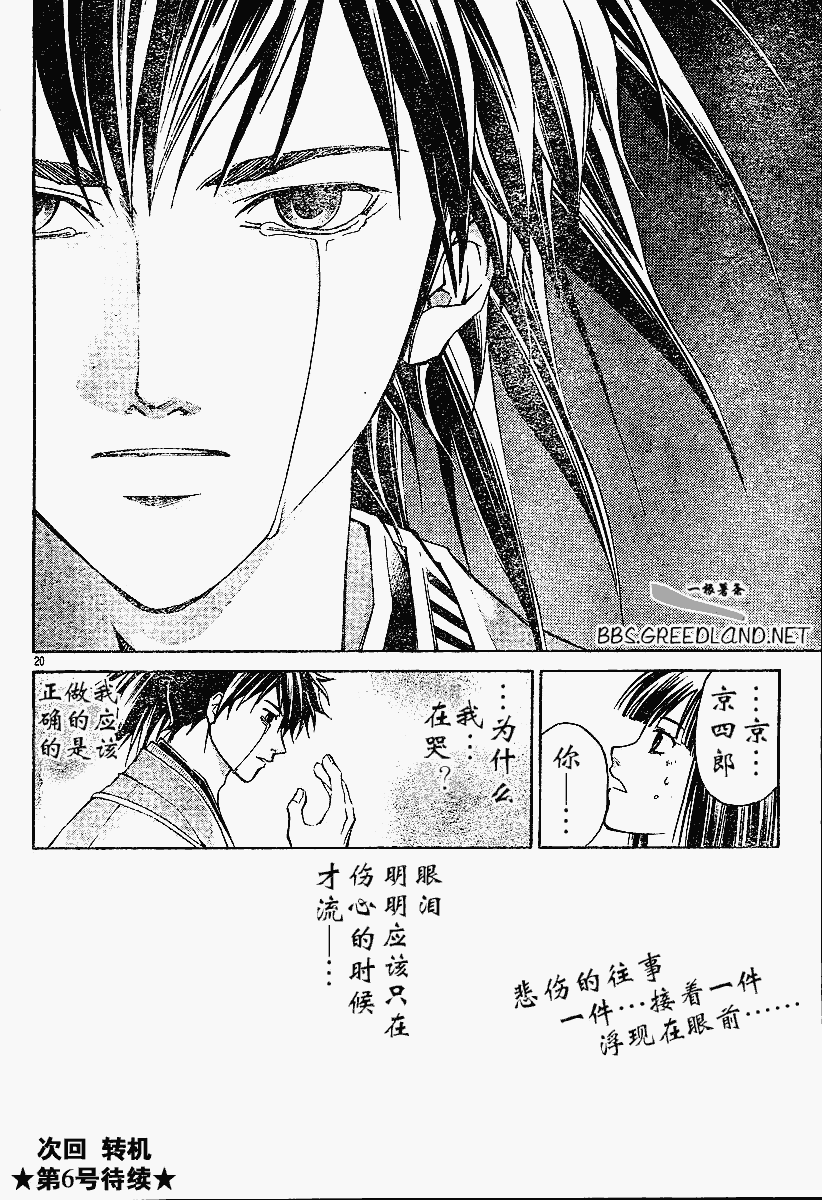 一根薯条
BBS.GREEDLAND.NET
20
…京…
京四郎
你——…
…为什么
我…
在哭？
我应该
做的是
正确的
眼泪
明明应该只在
伤心的时候
才流——…
悲伤的往事
一件…接着一件
浮现在眼前……
次回 转机
★第6号待续★